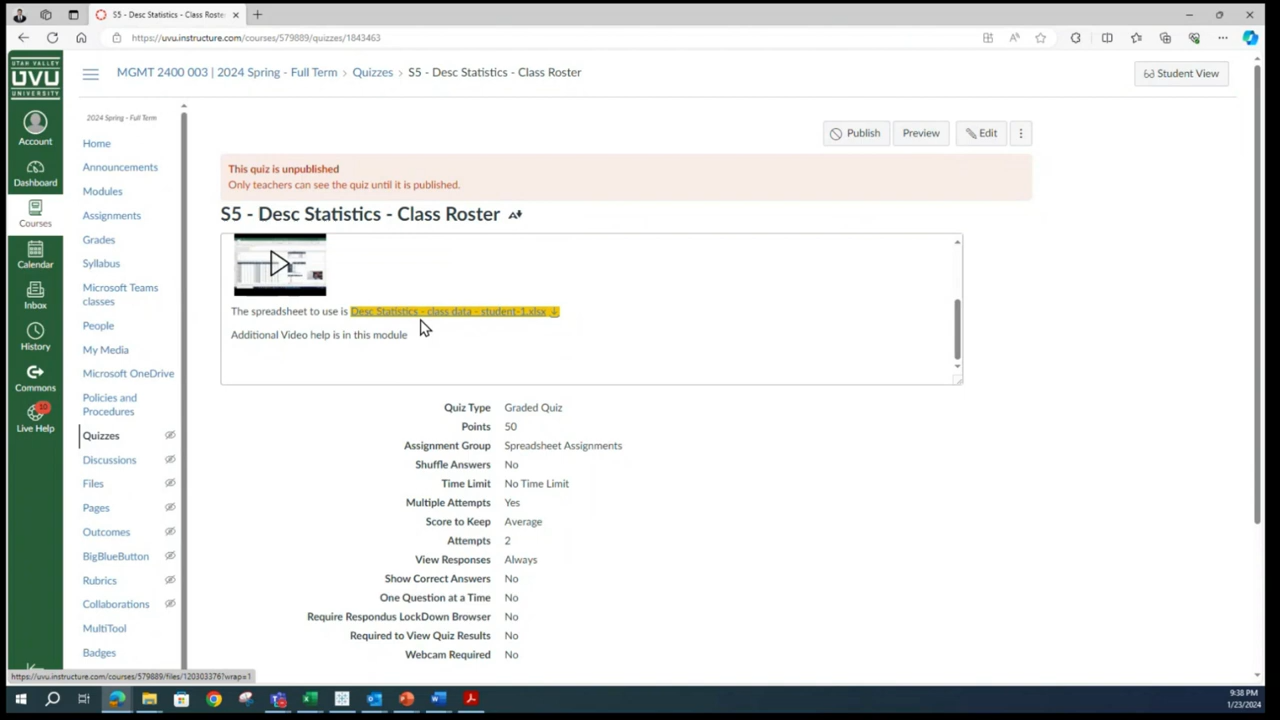 S5 - Desc Statistics - Class Roste
https://uvu.instructure.com/courses/579889/quizzes/1843463
UTAH VALLEY
UVU
UNIVERSITY
MGMT 2400 003 | 2024 Spring - Full Term > Quizzes > S5 - Desc Statistics - Class Roster
Student View
Account
Dashboard
Courses
Calendar
Inbox
History
Commons
10
Live Help
2024 Spring - Full Term
Home
Announcements
Modules
Assignments
Grades
Syllabus
Microsoft Teams
classes
People
My Media
Microsoft OneDrive
Policies and
Procedures
Quizzes
Discussions
Files
Pages
Outcomes
BigBlueButton
Rubrics
Collaborations
MultiTool
Badges
Publish
Preview
Edit
This quiz is unpublished
Only teachers can see the quiz until it is published.
S5 - Desc Statistics - Class Roster
The spreadsheet to use is Desc Statistics - class data - student-1.xlsx
Additional Video help is in this module
Quiz Type Graded Quiz
Points 50
Assignment Group Spreadsheet Assignments
Shuffle Answers No
Time Limit No Time Limit
Multiple Attempts Yes
Score to Keep Average
Attempts 2
View Responses Always
Show Correct Answers No
One Question at a Time No
Require Respondus LockDown Browser No
Required to View Quiz Results No
Webcam Required No
https://uvu.instructure.com/courses/579889/files/120303376?wrap=1
9:38 PM
1/23/2024